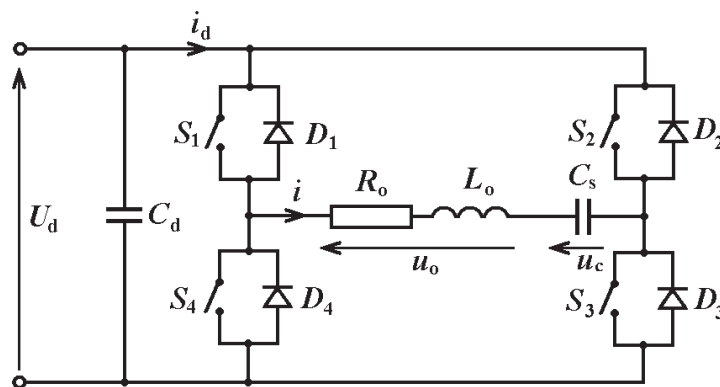 i_d
S_1
D_1
S_2
D_2
i
R_o
L_o
C_s
U_d
C_d
u_o
u_c
S_4
D_4
S_3
D_3